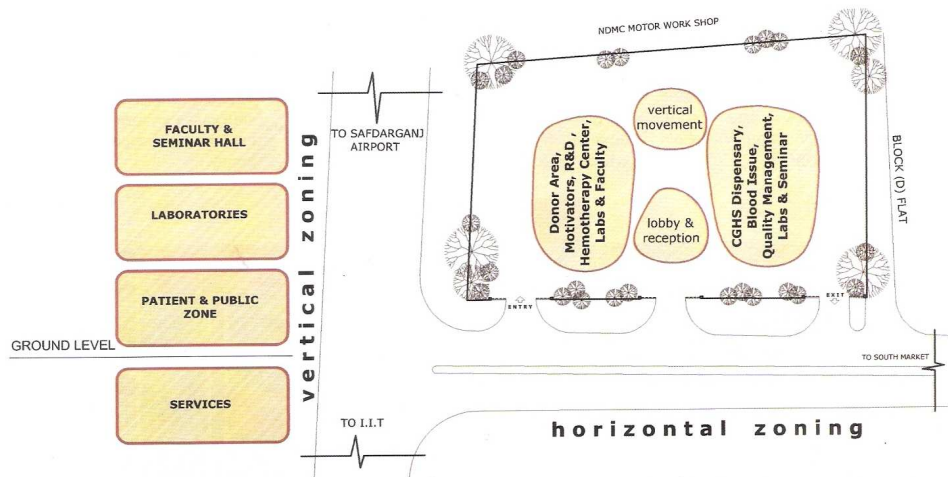 FACULTY &
SEMINAR HALL
LABORATORIES
PATIENT & PUBLIC
ZONE
GROUND LEVEL
SERVICES
vertical zoning
TO SAFDARGANJ
AIRPORT
TO I.I.T
NDMC MOTOR WORK SHOP
vertical
movement
Donor Area,
Motivators, R&D,
Hemotherapy Center,
Labs & Faculty
CGHS Dispensary,
Blood Issue,
Quality Management,
Labs & Seminar
lobby &
reception
BLOCK (D) FLAT
ENTRY
EXIT
TO SOUTH MARKET
horizontal zoning